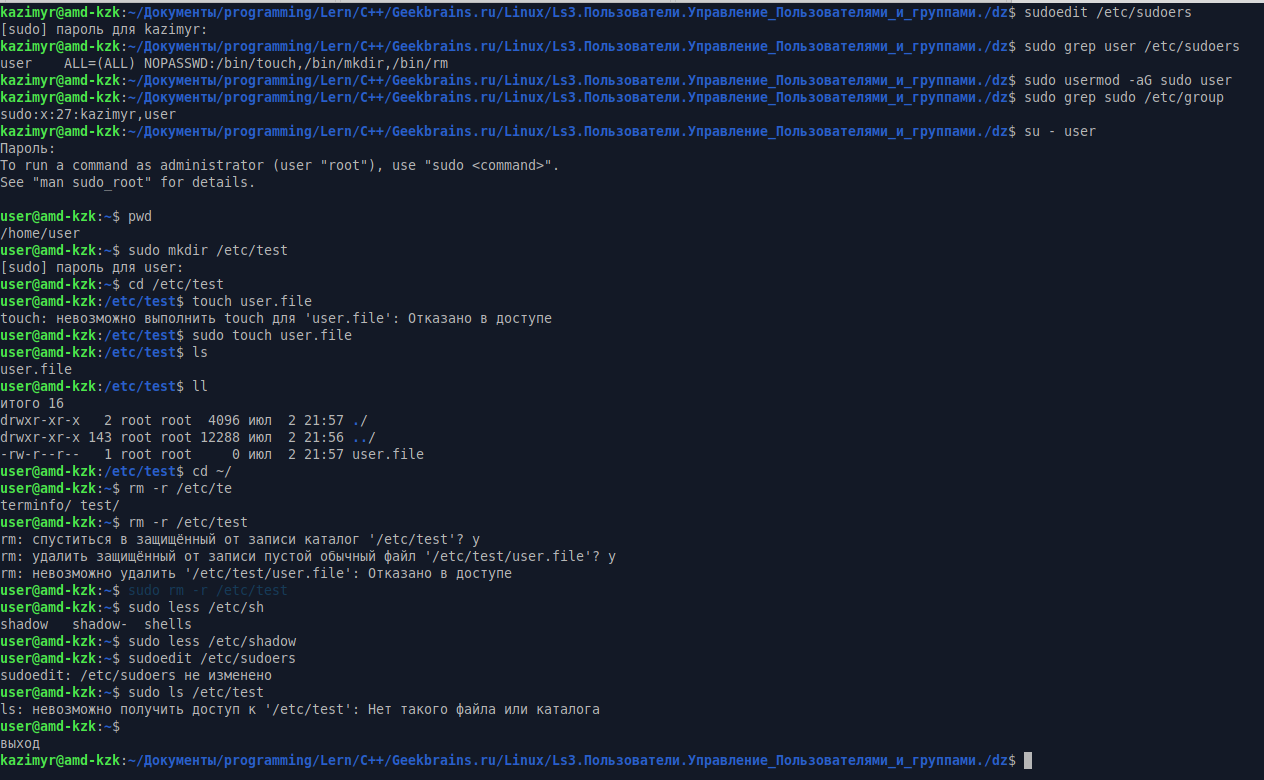 kazimyr@amd-kzk:~/Документы/programming/Lern/C++/Geekbrains.ru/Linux/Ls3.Пользователи.Управление_Пользователями_и_группами./dz$ sudoedit /etc/sudoers
[sudo] пароль для kazimyr:
kazimyr@amd-kzk:~/Документы/programming/Lern/C++/Geekbrains.ru/Linux/Ls3.Пользователи.Управление_Пользователями_и_группами./dz$ sudo grep user /etc/sudoers
user    ALL=(ALL) NOPASSWD:/bin/touch,/bin/mkdir,/bin/rm
kazimyr@amd-kzk:~/Документы/programming/Lern/C++/Geekbrains.ru/Linux/Ls3.Пользователи.Управление_Пользователями_и_группами./dz$ sudo usermod -aG sudo user
kazimyr@amd-kzk:~/Документы/programming/Lern/C++/Geekbrains.ru/Linux/Ls3.Пользователи.Управление_Пользователями_и_группами./dz$ sudo grep sudo /etc/group
sudo:x:27:kazimyr,user
kazimyr@amd-kzk:~/Документы/programming/Lern/C++/Geekbrains.ru/Linux/Ls3.Пользователи.Управление_Пользователями_и_группами./dz$ su - user
Пароль:
To run a command as administrator (user "root"), use "sudo <command>".
See "man sudo_root" for details.
user@amd-kzk:~$ pwd
/home/user
user@amd-kzk:~$ sudo mkdir /etc/test
[sudo] пароль для user:
user@amd-kzk:~$ cd /etc/test
user@amd-kzk:/etc/test$ touch user.file
touch: невозможно выполнить touch для 'user.file': Отказано в доступе
user@amd-kzk:/etc/test$ sudo touch user.file
user@amd-kzk:/etc/test$ ls
user.file
user@amd-kzk:/etc/test$ ll
итого 16
drwxr-xr-x   2 root root  4096 июл  2 21:57 ./
drwxr-xr-x 143 root root 12288 июл  2 21:56 ../
-rw-r--r--   1 root root     0 июл  2 21:57 user.file
user@amd-kzk:/etc/test$ cd ~/
user@amd-kzk:~$ rm -r /etc/te
terminfo/ test/
user@amd-kzk:~$ rm -r /etc/test
rm: спуститься в защищённый от записи каталог '/etc/test'? y
rm: удалить защищённый от записи пустой обычный файл '/etc/test/user.file'? y
rm: невозможно удалить '/etc/test/user.file': Отказано в доступе
user@amd-kzk:~$ sudo rm -r /etc/test
user@amd-kzk:~$ sudo less /etc/sh
shadow   shadow-  shells
user@amd-kzk:~$ sudo less /etc/shadow
user@amd-kzk:~$ sudoedit /etc/sudoers
sudoedit: /etc/sudoers не изменено
user@amd-kzk:~$ sudo ls /etc/test
ls: невозможно получить доступ к '/etc/test': Нет такого файла или каталога
user@amd-kzk:~$
выход
kazimyr@amd-kzk:~/Документы/programming/Lern/C++/Geekbrains.ru/Linux/Ls3.Пользователи.Управление_Пользователями_и_группами./dz$